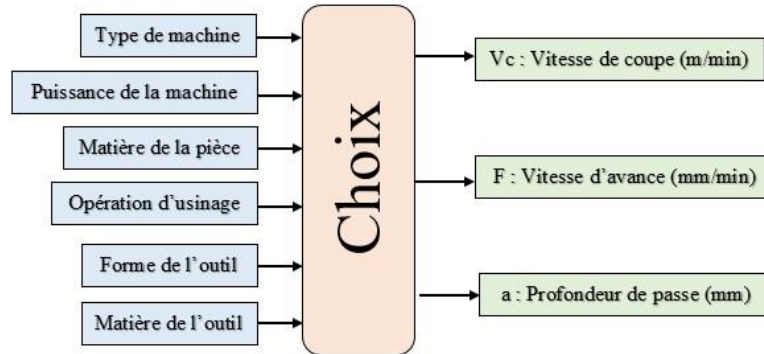 Type de machine
Puissance de la machine
Matière de la pièce
Opération d’usinage
Forme de l’outil
Matière de l’outil
Choix
Vc : Vitesse de coupe (m/min)
F : Vitesse d’avance (mm/min)
a : Profondeur de passe (mm)